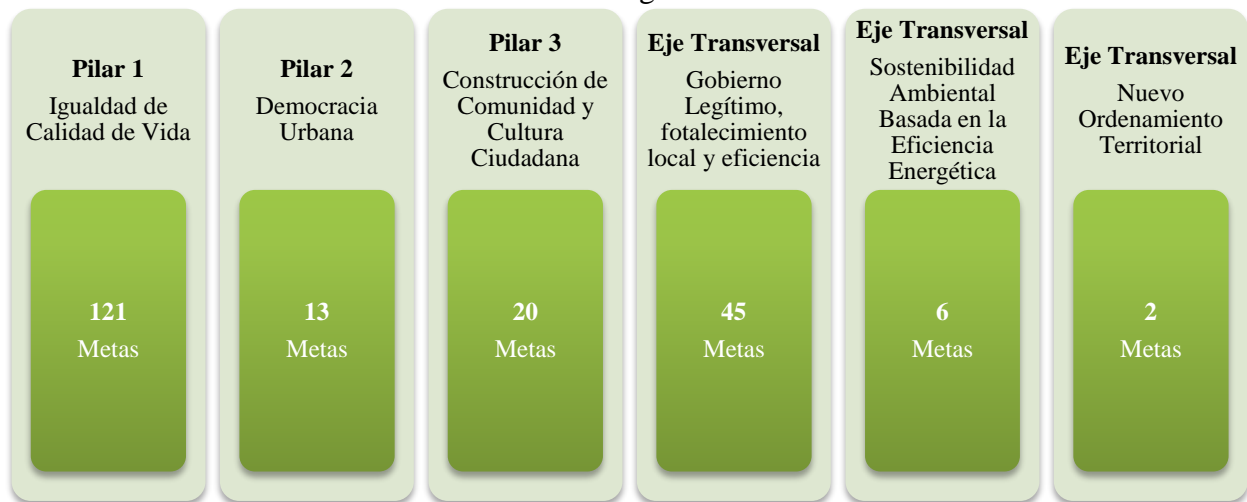 Pilar 1
Igualdad de
Calidad de Vida
121
Metas
Pilar 2
Democracia
Urbana
13
Metas
Pilar 3
Construcción de
Comunidad y
Cultura
Ciudadana
20
Metas
Eje Transversal
Gobierno
Legítimo,
fotalecimiento
local y eficiencia
45
Metas
Eje Transversal
Sostenibilidad
Ambiental
Basada en la
Eficiencia
Energética
6
Metas
Eje Transversal
Nuevo
Ordenamiento
Territorial
2
Metas